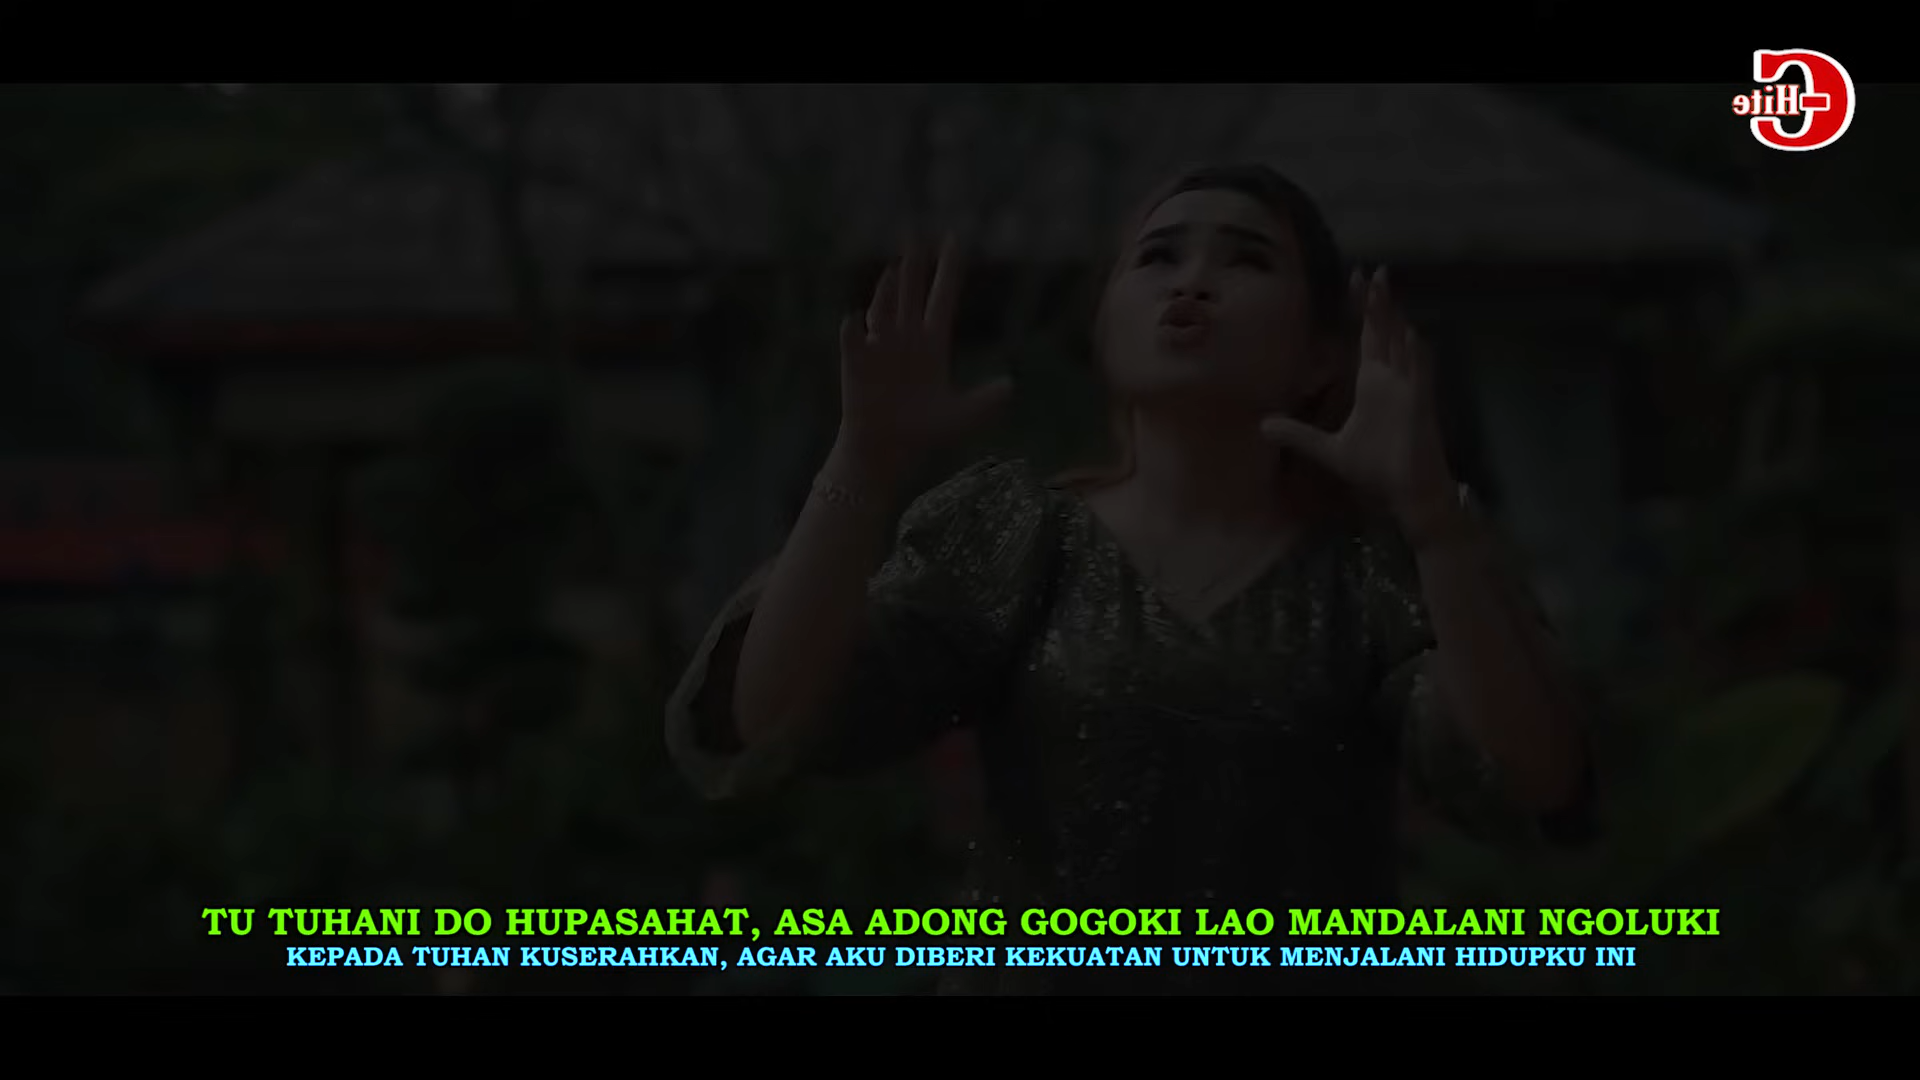 Hite
TU TUHANI DO HUPASAHAT, ASA ADONG GOGOKI LAO MANDALANI NGOLUKI
KEPADA TUHAN KUSERAHKAN, AGAR AKU DIBERI KEKUATAN UNTUK MENJALANI HIDUPKU INI